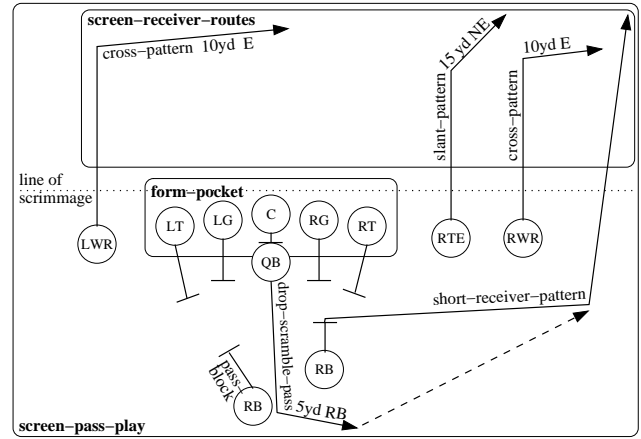 screen-receiver-routes
cross-pattern 10yd E
15 yd NE
10yd E
slant-pattern
cross-pattern
line of
scrimmage
form-pocket
LT
LG
C
RG
RT
LWR
RTE
RWR
QB
drop-scramble-pass
short-receiver-pattern
RB
pass-
block
RB
5yd RB
screen-pass-play